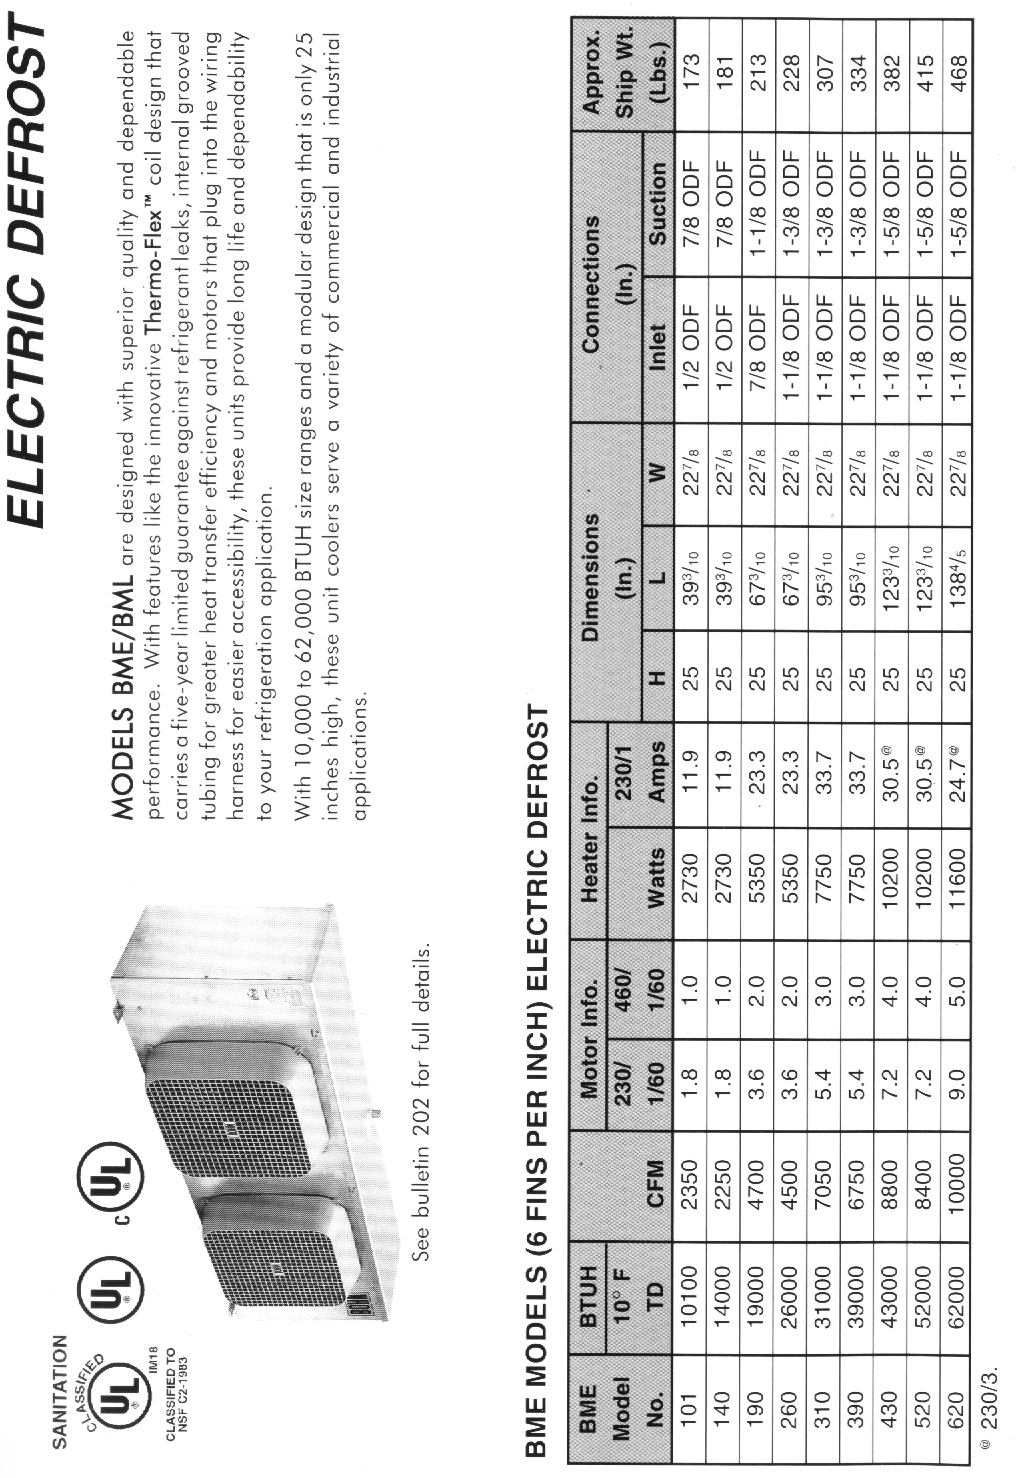 ELECTRIC DEFROST
SANITATION
CLASSIFIED
UL
®
IM18
CLASSIFIED TO
NSF C2-1983
UL
®
C
UL
®
MODELS BME/BML are designed with superior quality and dependable
performance. With features like the innovative Thermo-Flex™ coil design that
carries a five-year limited guarantee against refrigerant leaks, internal grooved
tubing for greater heat transfer efficiency and motors that plug into the wiring
harness for easier accessibility, these units provide long life and dependability
to your refrigeration application.
With 10,000 to 62,000 BTUH size ranges and a modular design that is only 25
inches high, these unit coolers serve a variety of commercial and industrial
applications.
See bulletin 202 for full details.
BME MODELS (6 FINS PER INCH) ELECTRIC DEFROST
BME Model No. BTUH 10° F TD CFM Motor Info. 230/ 1/60 460/ 1/60 Heater Info. Watts 230/1 Amps Dimensions (In.) H L W Connections (In.) Inlet Suction Approx. Ship Wt. (Lbs.)
101 10100 2350 1.8 1.0 2730 11.9 25 39³/₁₀ 22⁷/₈ 1/2 ODF 7/8 ODF 173
140 14000 2250 1.8 1.0 2730 11.9 25 39³/₁₀ 22⁷/₈ 1/2 ODF 7/8 ODF 181
190 19000 4700 3.6 2.0 5350 23.3 25 67³/₁₀ 22⁷/₈ 7/8 ODF 1-1/8 ODF 213
260 26000 4500 3.6 2.0 5350 23.3 25 67³/₁₀ 22⁷/₈ 1-1/8 ODF 1-3/8 ODF 228
310 31000 7050 5.4 3.0 7750 33.7 25 95³/₁₀ 22⁷/₈ 1-1/8 ODF 1-3/8 ODF 307
390 39000 6750 5.4 3.0 7750 33.7 25 95³/₁₀ 22⁷/₈ 1-1/8 ODF 1-3/8 ODF 334
430 43000 8800 7.2 4.0 10200 30.5@ 25 123³/₁₀ 22⁷/₈ 1-1/8 ODF 1-5/8 ODF 382
520 52000 8400 7.2 4.0 10200 30.5@ 25 123³/₁₀ 22⁷/₈ 1-1/8 ODF 1-5/8 ODF 415
620 62000 10000 9.0 5.0 11600 24.7@ 25 138⁴/₅ 22⁷/₈ 1-1/8 ODF 1-5/8 ODF 468
@ 230/3.